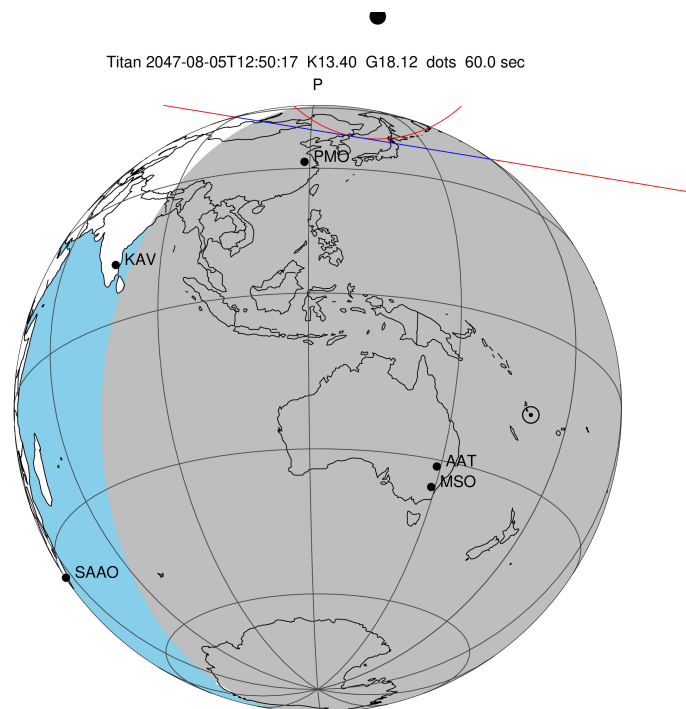 Titan 2047-08-05T12:50:17 K13.40 G18.12 dots 60.0 sec
P
PMO
KAV
AAT
MSO
SAAO